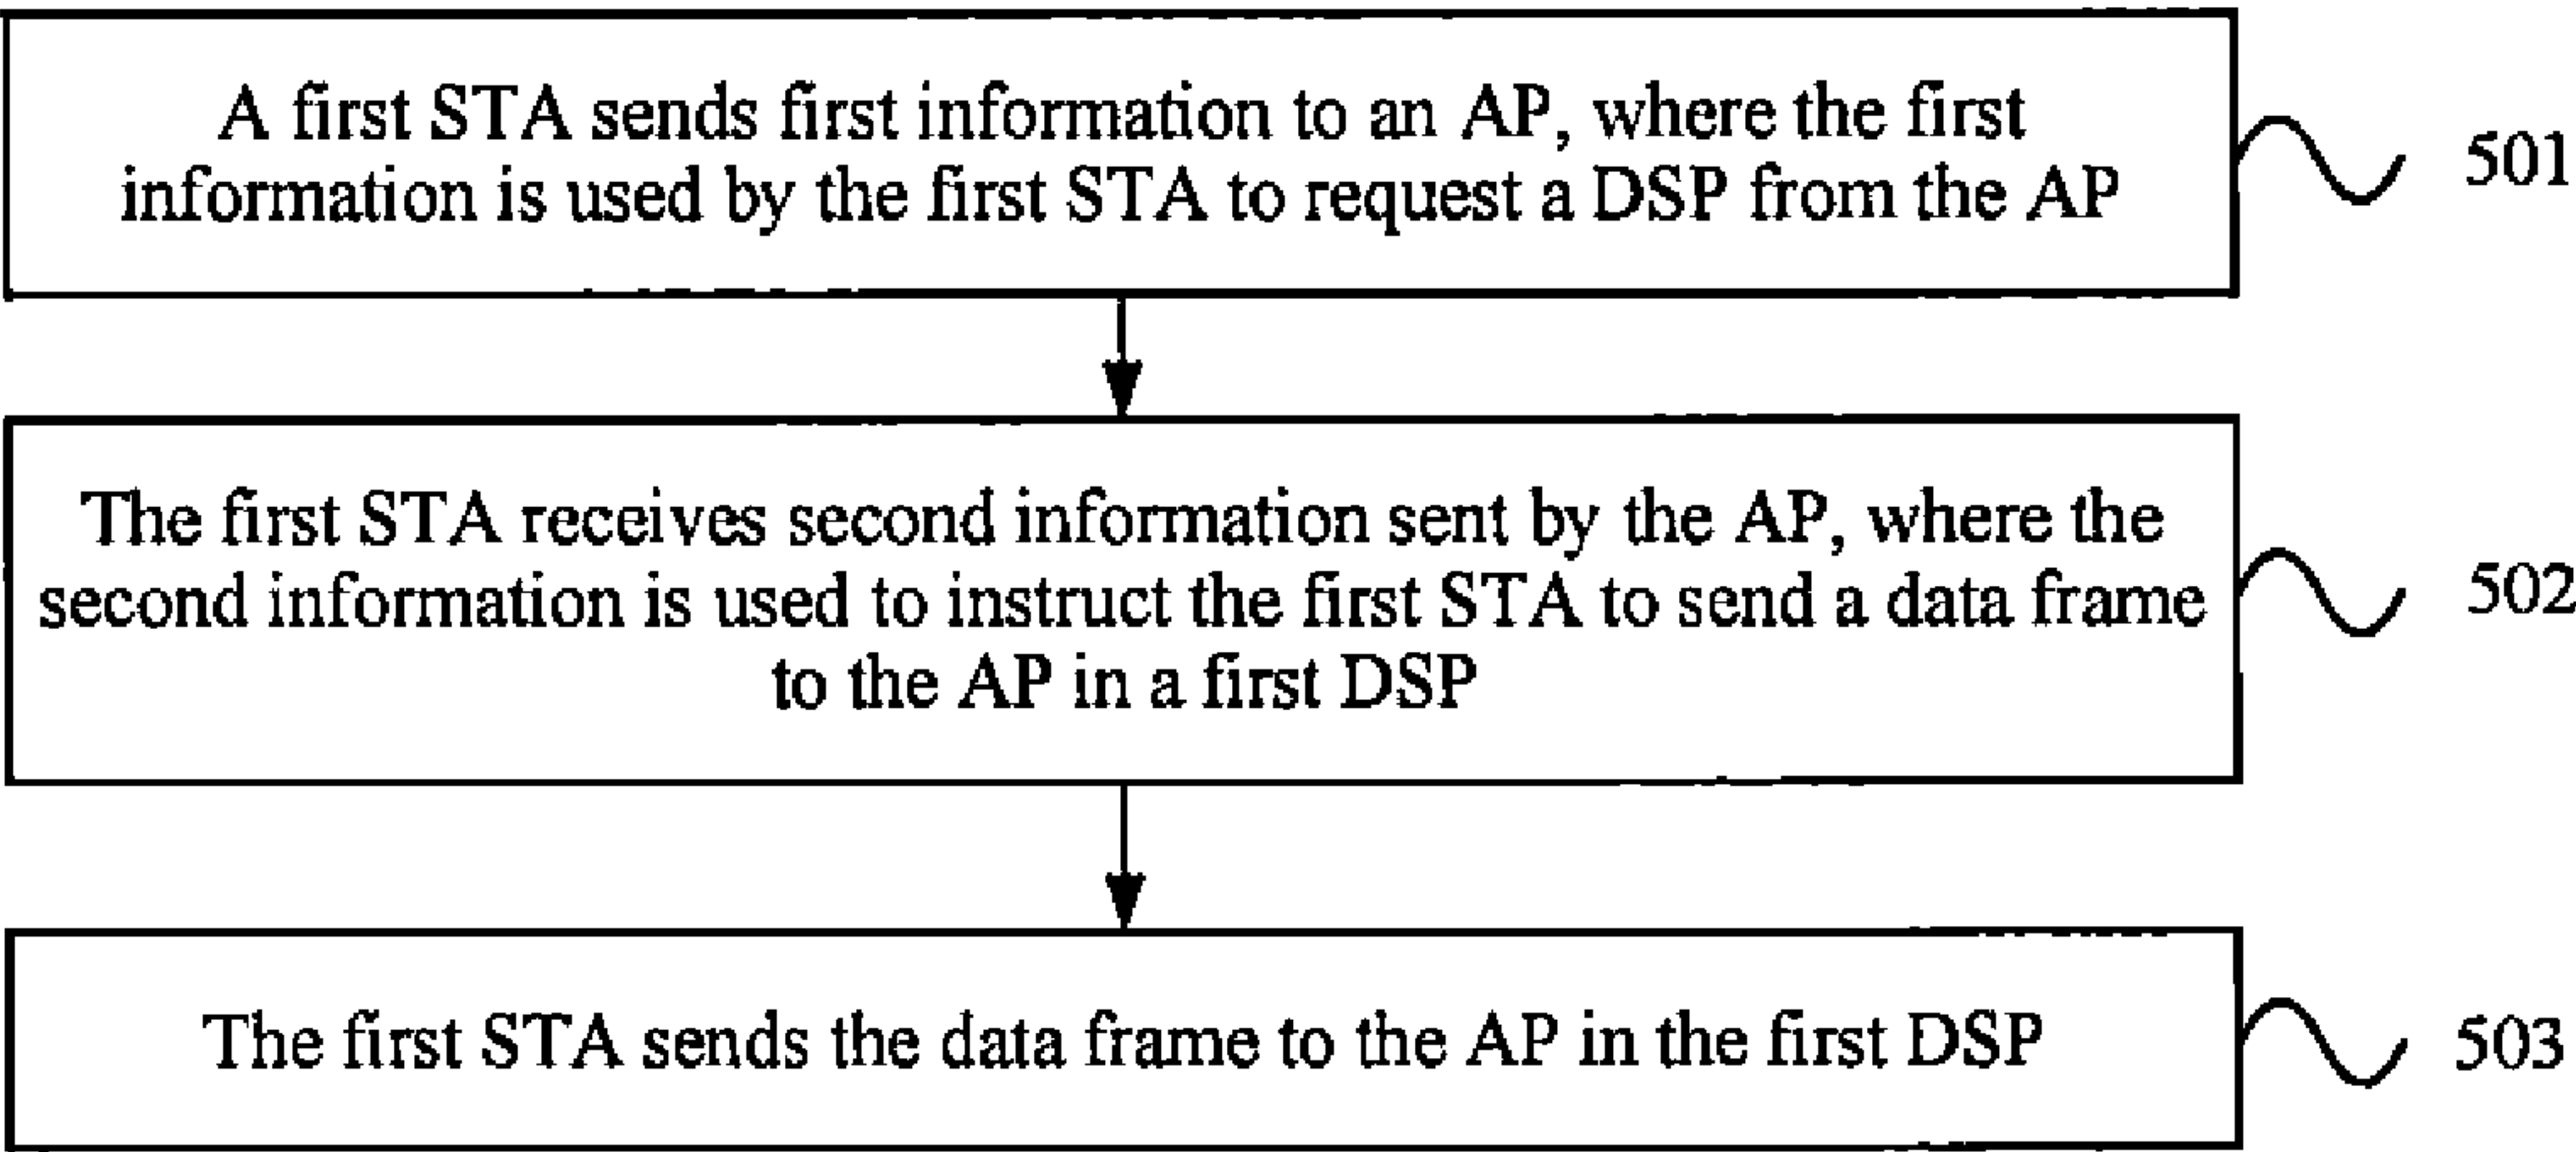 A first STA sends first information to an AP, where the first
information is used by the first STA to request a DSP from the AP
501
The first STA receives second information sent by the AP, where the
second information is used to instruct the first STA to send a data frame
to the AP in a first DSP
502
The first STA sends the data frame to the AP in the first DSP
503